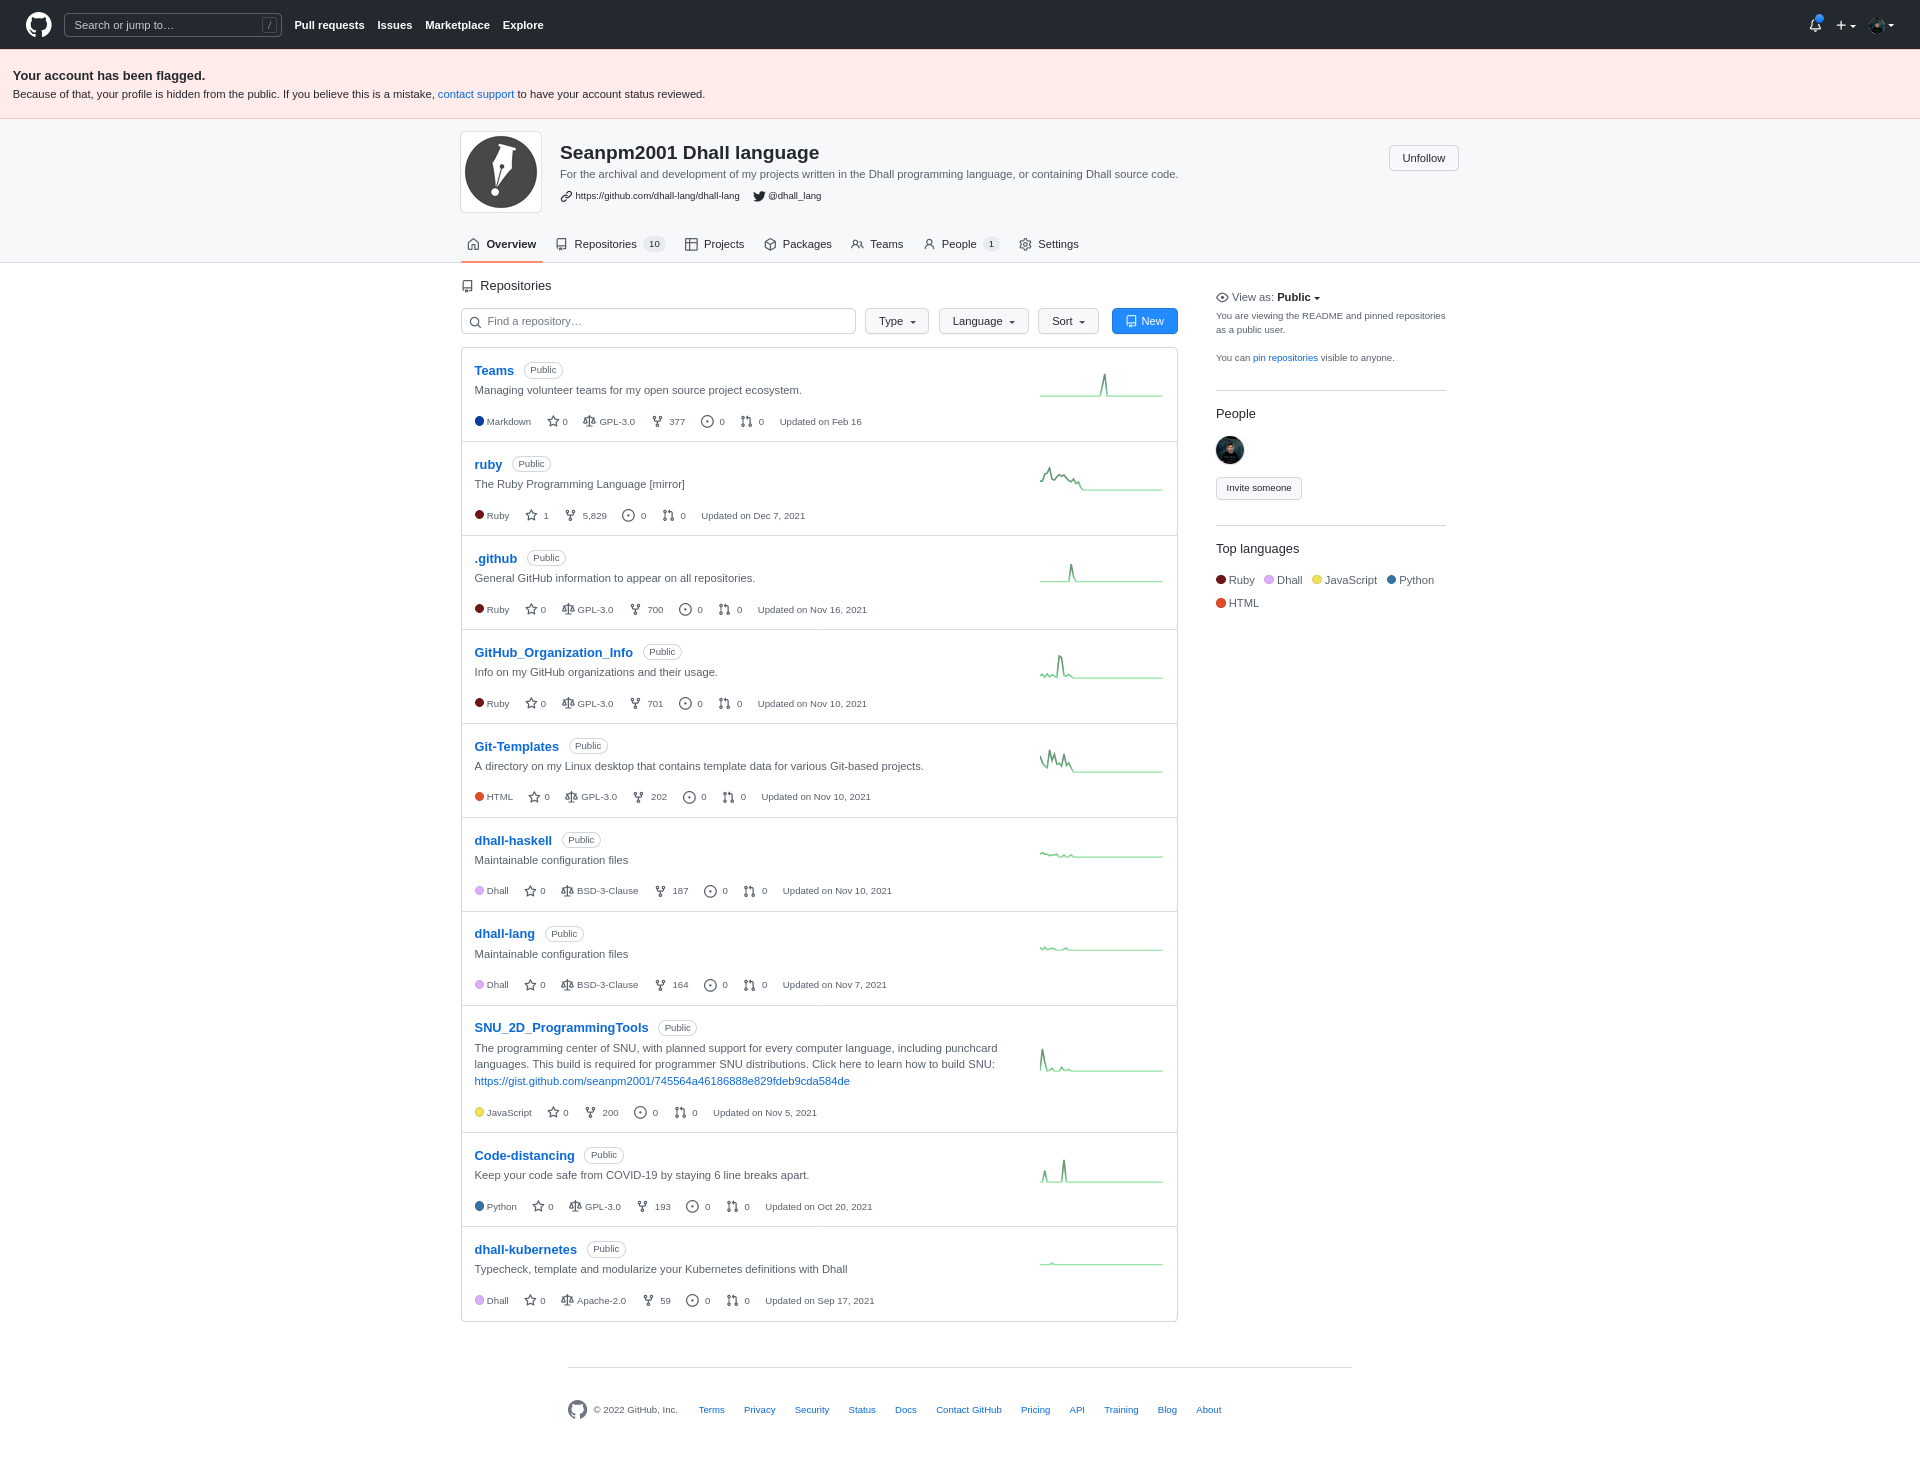 Search or jump to… /
Pull requests Issues Marketplace Explore
Your account has been flagged.
Because of that, your profile is hidden from the public. If you believe this is a mistake, contact support to have your account status reviewed.
Seanpm2001 Dhall language
Unfollow
For the archival and development of my projects written in the Dhall programming language, or containing Dhall source code.
https://github.com/dhall-lang/dhall-lang @dhall_lang
Overview Repositories 10 Projects Packages Teams People 1 Settings
Repositories
Find a repository… Type Language Sort New
Teams Public
Managing volunteer teams for my open source project ecosystem.
Markdown 0 GPL-3.0 377 0 0 Updated on Feb 16
ruby Public
The Ruby Programming Language [mirror]
Ruby 1 5,829 0 0 Updated on Dec 7, 2021
.github Public
General GitHub information to appear on all repositories.
Ruby 0 GPL-3.0 700 0 0 Updated on Nov 16, 2021
GitHub_Organization_Info Public
Info on my GitHub organizations and their usage.
Ruby 0 GPL-3.0 701 0 0 Updated on Nov 10, 2021
Git-Templates Public
A directory on my Linux desktop that contains template data for various Git-based projects.
HTML 0 GPL-3.0 202 0 0 Updated on Nov 10, 2021
dhall-haskell Public
Maintainable configuration files
Dhall 0 BSD-3-Clause 187 0 0 Updated on Nov 10, 2021
dhall-lang Public
Maintainable configuration files
Dhall 0 BSD-3-Clause 164 0 0 Updated on Nov 7, 2021
SNU_2D_ProgrammingTools Public
The programming center of SNU, with planned support for every computer language, including punchcard
languages. This build is required for programmer SNU distributions. Click here to learn how to build SNU:
https://gist.github.com/seanpm2001/745564a46186888e829fdeb9cda584de
JavaScript 0 200 0 0 Updated on Nov 5, 2021
Code-distancing Public
Keep your code safe from COVID-19 by staying 6 line breaks apart.
Python 0 GPL-3.0 193 0 0 Updated on Oct 20, 2021
dhall-kubernetes Public
Typecheck, template and modularize your Kubernetes definitions with Dhall
Dhall 0 Apache-2.0 59 0 0 Updated on Sep 17, 2021
View as: Public
You are viewing the README and pinned repositories
as a public user.
You can pin repositories visible to anyone.
People
Invite someone
Top languages
Ruby Dhall JavaScript Python
HTML
© 2022 GitHub, Inc. Terms Privacy Security Status Docs Contact GitHub Pricing API Training Blog About